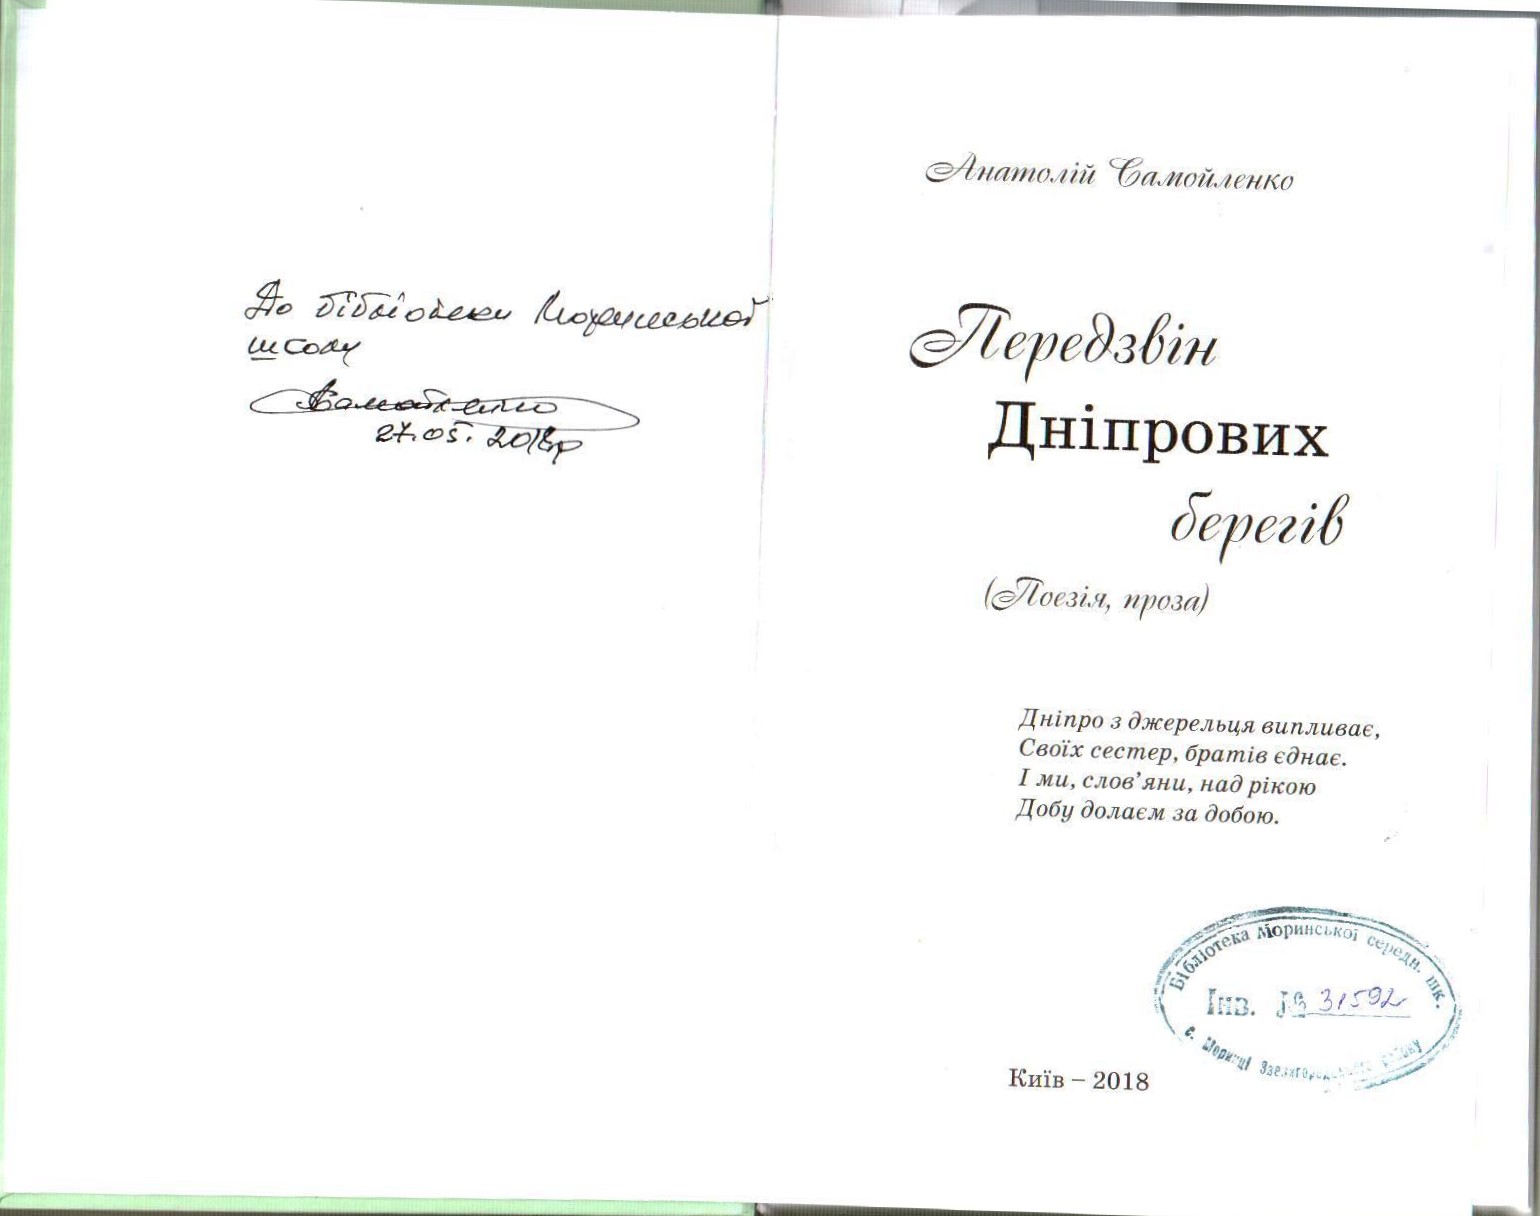 До бібліотеки Моринської
школи
Самойленко
27.05.2018р
Анатолій Самойленко
Передзвін
Дніпрових
берегів
(Поезія, проза)
Дніпро з джерельця випливає,
Своїх сестер, братів єднає.
І ми, слов’яни, над рікою
Добу долаєм за добою.
Бібліотека Моринської середн. шк.
Інв. № 31592
с. Моринці Звенигородського району
Київ – 2018